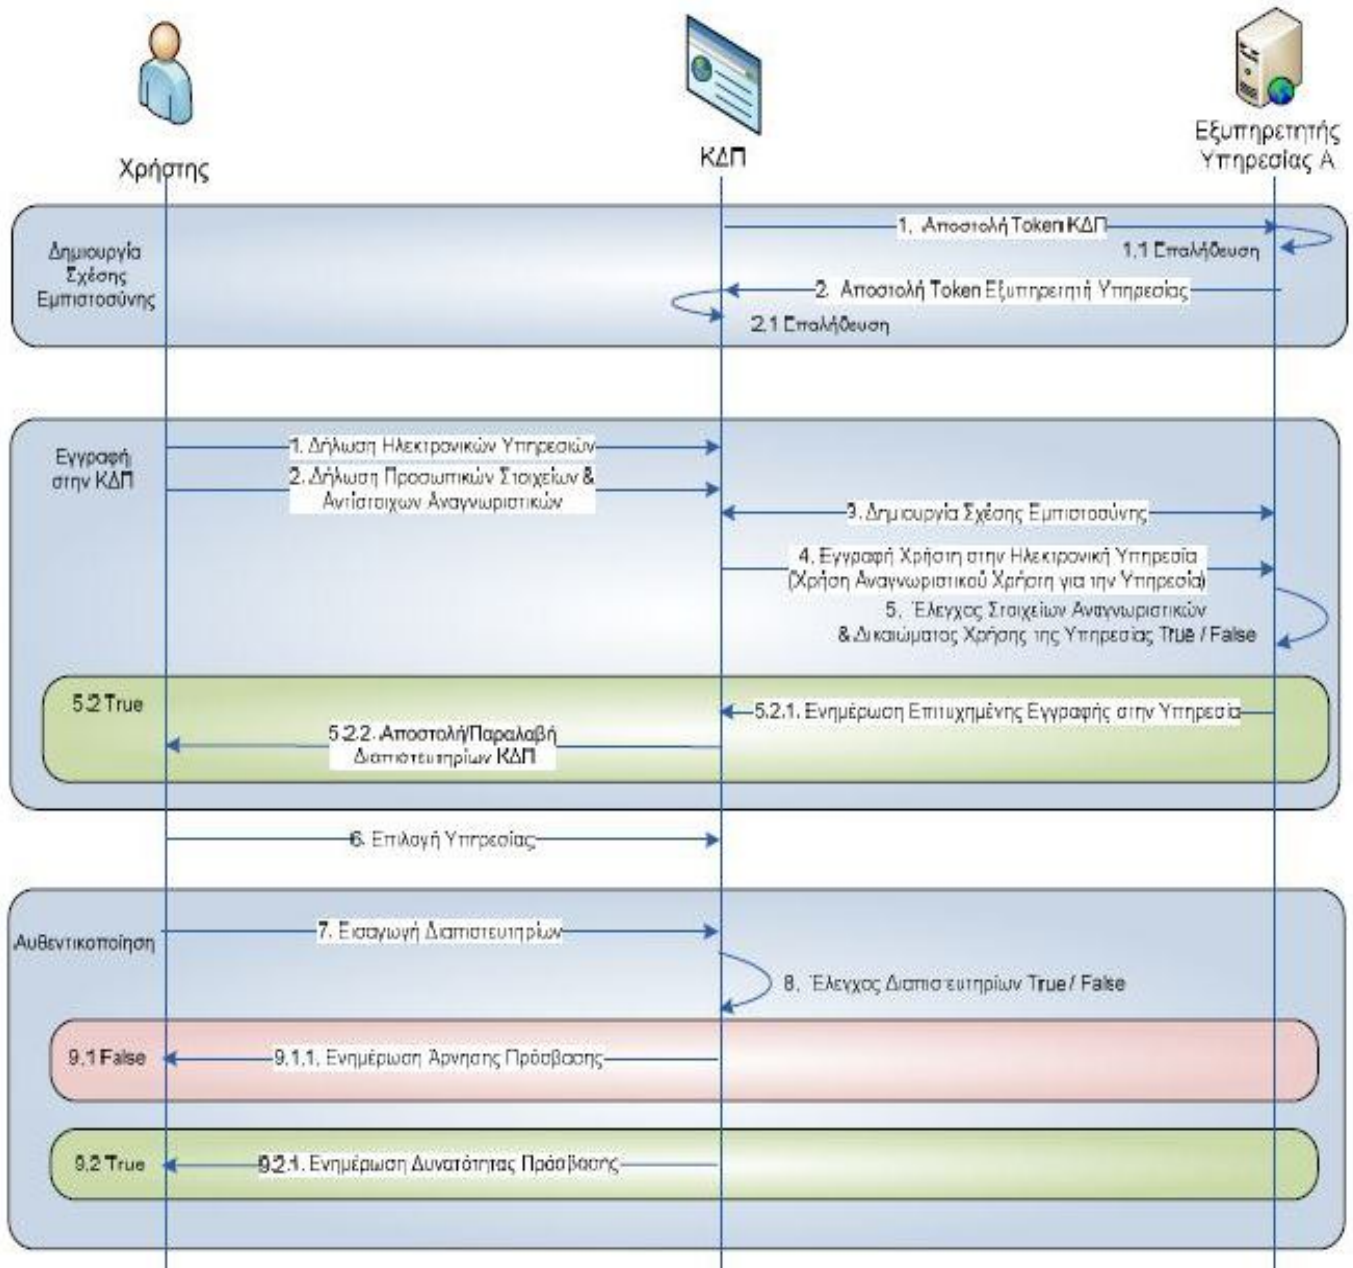 Χρήστης
ΚΔΠ
Εξυπηρετητής
Υπηρεσίας Α
Δημιουργία
Σχέσης
Εμπιστοσύνης
1. Αποστολή Token ΚΔΠ
1.1 Επαλήθευση
2. Αποστολή Token Εξυπηρετητή Υπηρεσίας
2.1 Επαλήθευση
Εγγραφή
στην ΚΔΠ
1. Δήλωση Ηλεκτρονικών Υπηρεσιών
2. Δήλωση Προσωπικών Στοιχείων &
Αντίστοιχων Αναγνωριστικών
3. Δημιουργία Σχέσης Εμπιστοσύνης
4. Εγγραφή Χρήστη στην Ηλεκτρονική Υπηρεσία
(Χρήση Αναγνωριστικού Χρήστη για την Υπηρεσία)
5. Έλεγχος Στοιχείων Αναγνωριστικών
& Δικαιώματος Χρήσης της Υπηρεσίας True / False
5.2 True
5.2.1. Ενημέρωση Επιτυχημένης Εγγραφής στην Υπηρεσία
5.2.2. Αποστολή/Παραλαβή
Διαπιστευτηρίων ΚΔΠ
6. Επιλογή Υπηρεσίας
Αυθεντικοποίηση
7. Εισαγωγή Διαπιστευτηρίων
8. Έλεγχος Διαπιστευτηρίων True / False
9.1 False
9.1.1. Ενημέρωση Άρνησης Πρόσβασης
9.2 True
9.2.1. Ενημέρωση Δυνατότητας Πρόσβασης